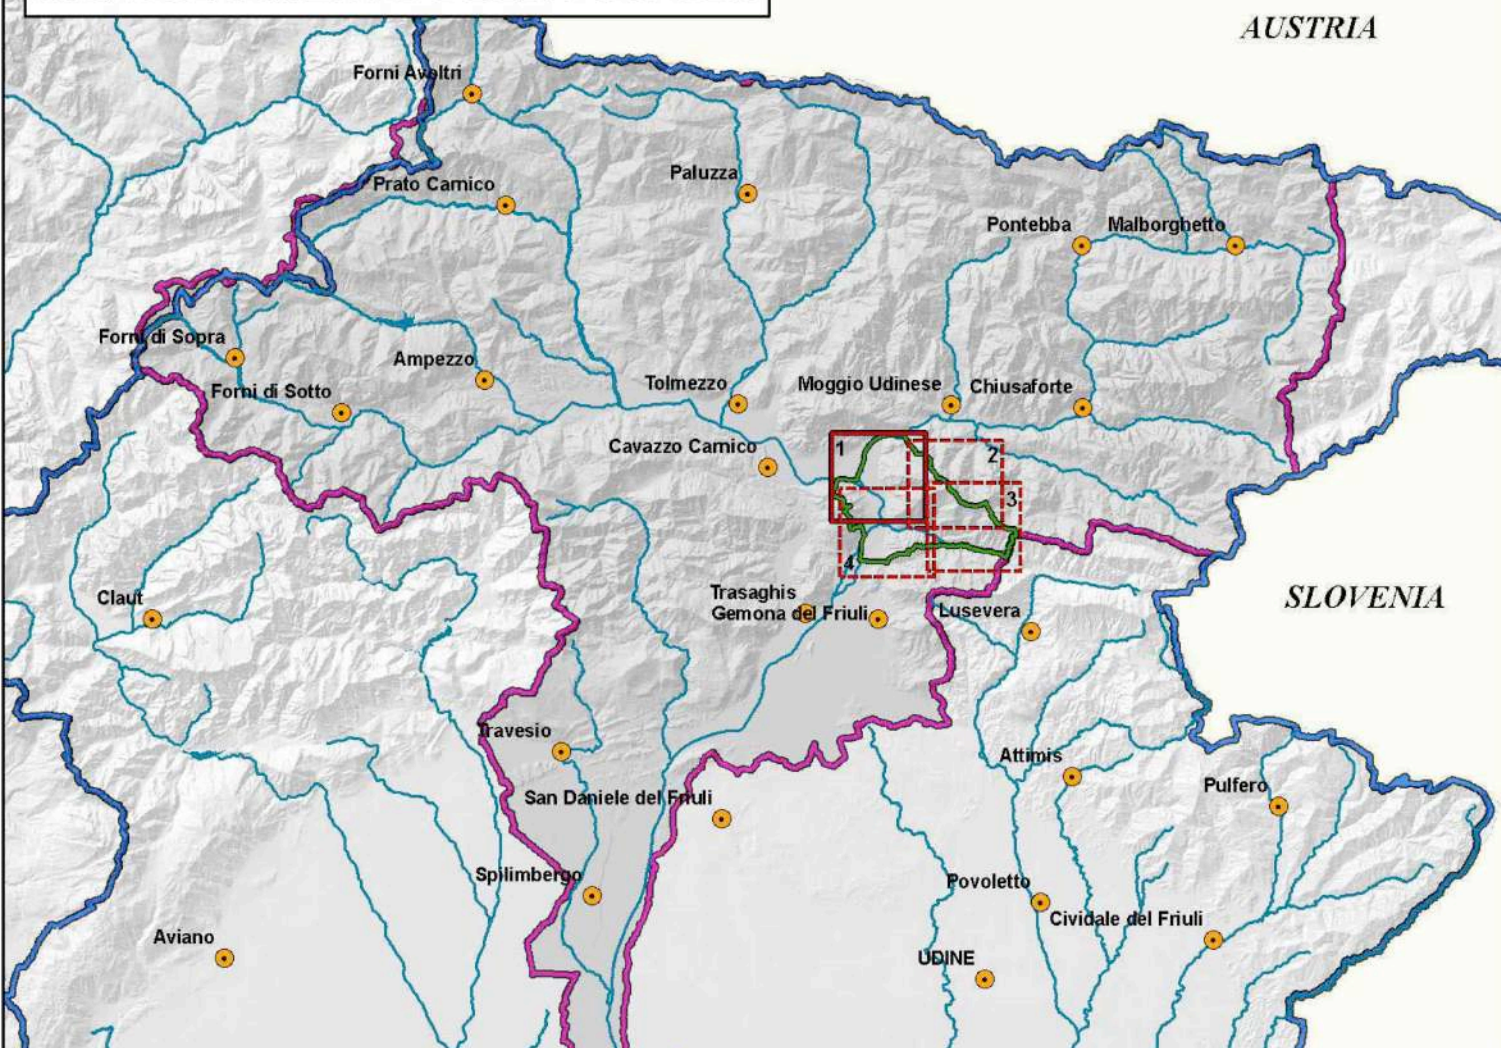 AUSTRIA
Forni Avoltri
Paluzza
Prato Carnico
Pontebba
Malborghetto
Forni di Sopra
Ampezzo
Forni di Sotto
Tolmezzo
Moggio Udinese
Chiusaforte
Cavazzo Carnico
1
2
3
4
Claut
Trasaghis
Gemona del Friuli
Lusevera
SLOVENIA
Travesio
Attimis
Pulfero
San Daniele del Friuli
Spilimbergo
Povoletto
Cividale del Friuli
Aviano
UDINE